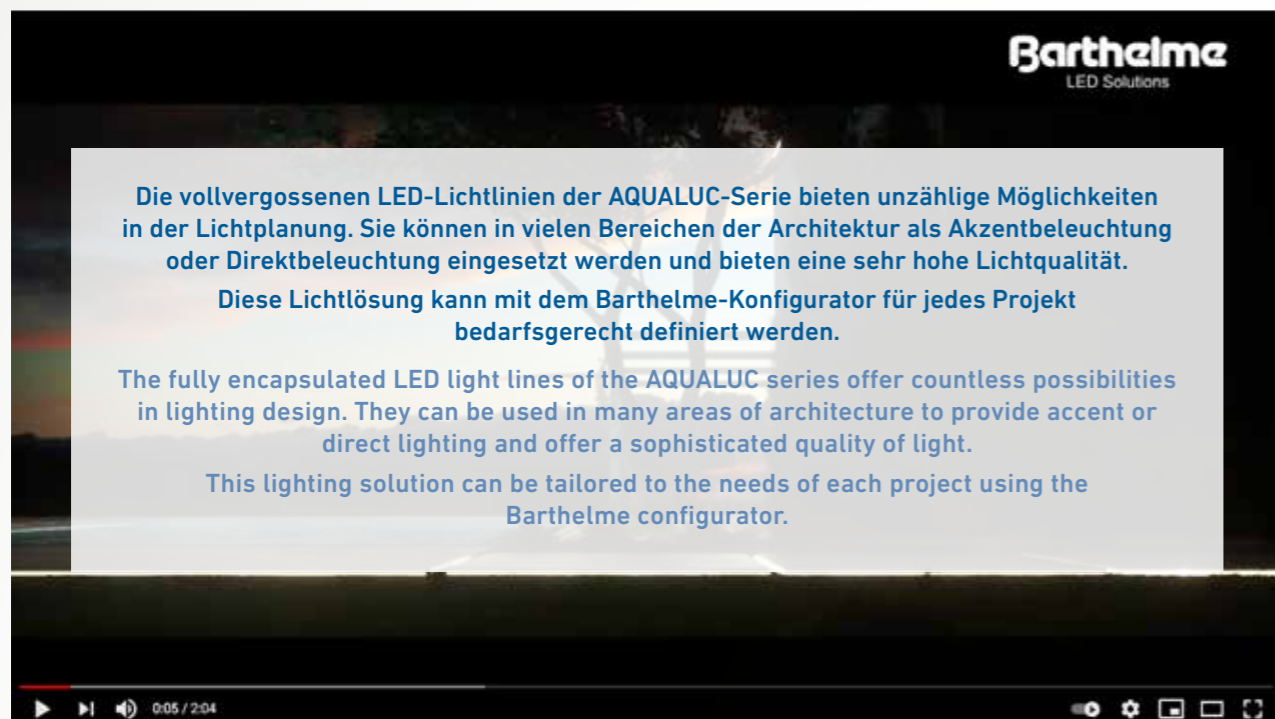 Barthelme
LED Solutions
Die vollvergossenen LED-Lichtlinien der AQUALUC-Serie bieten unzählige Möglichkeiten
in der Lichtplanung. Sie können in vielen Bereichen der Architektur als Akzentbeleuchtung
oder Direktbeleuchtung eingesetzt werden und bieten eine sehr hohe Lichtqualität.
Diese Lichtlösung kann mit dem Barthelme-Konfigurator für jedes Projekt
bedarfsgerecht definiert werden.
The fully encapsulated LED light lines of the AQUALUC series offer countless possibilities
in lighting design. They can be used in many areas of architecture to provide accent or
direct lighting and offer a sophisticated quality of light.
This lighting solution can be tailored to the needs of each project using the
Barthelme configurator.
0:05 / 2:04